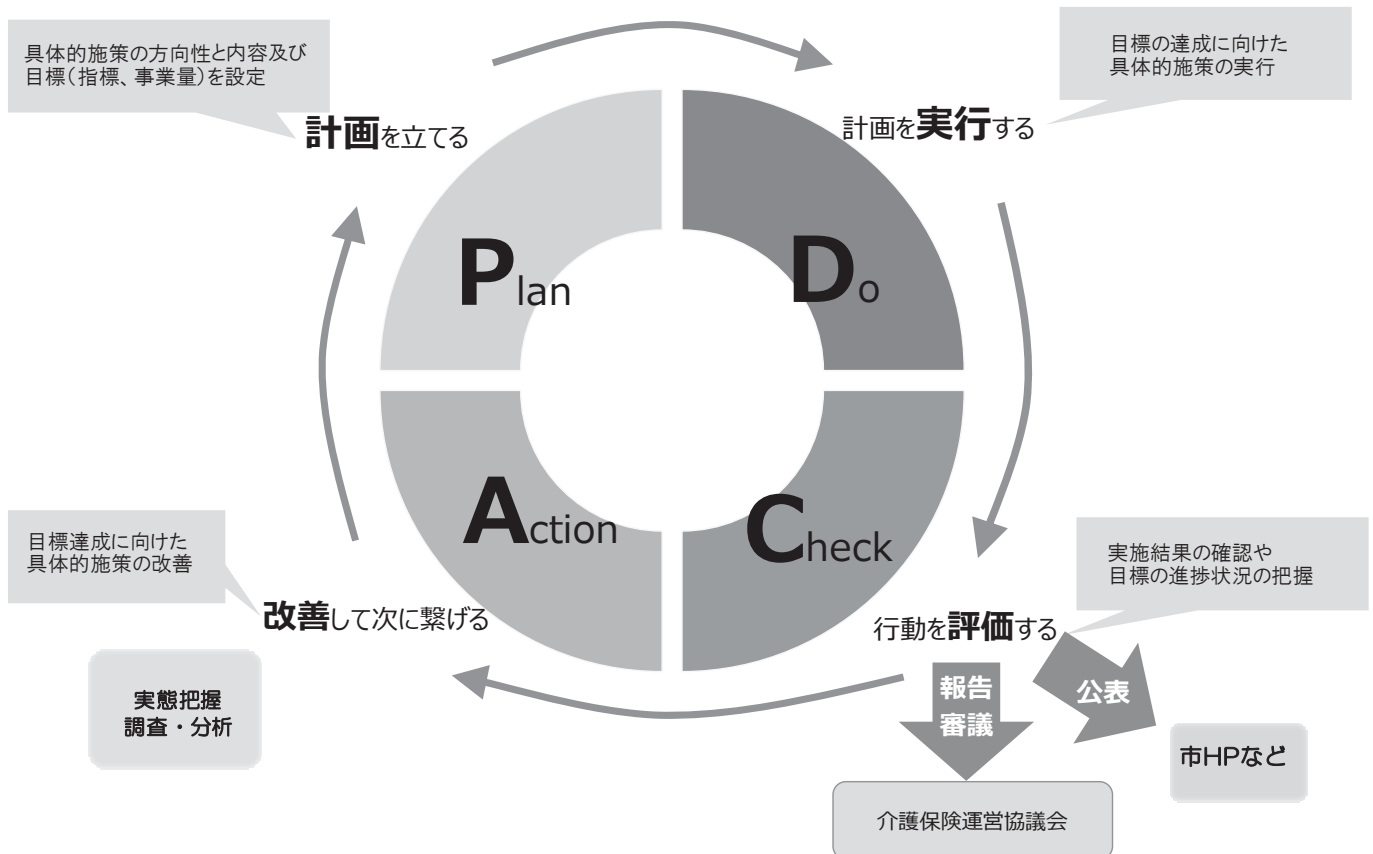 具体的施策の方向性と内容及び
目標（指標、事業量）を設定
計画を立てる
目標の達成に向けた
具体的施策の実行
計画を実行する
Plan
Do
Action
Check
目標達成に向けた
具体的施策の改善
改善して次に繋げる
実施結果の確認や
目標の進捗状況の把握
行動を評価する
実態把握
調査・分析
報告
審議
公表
市HPなど
介護保険運営協議会